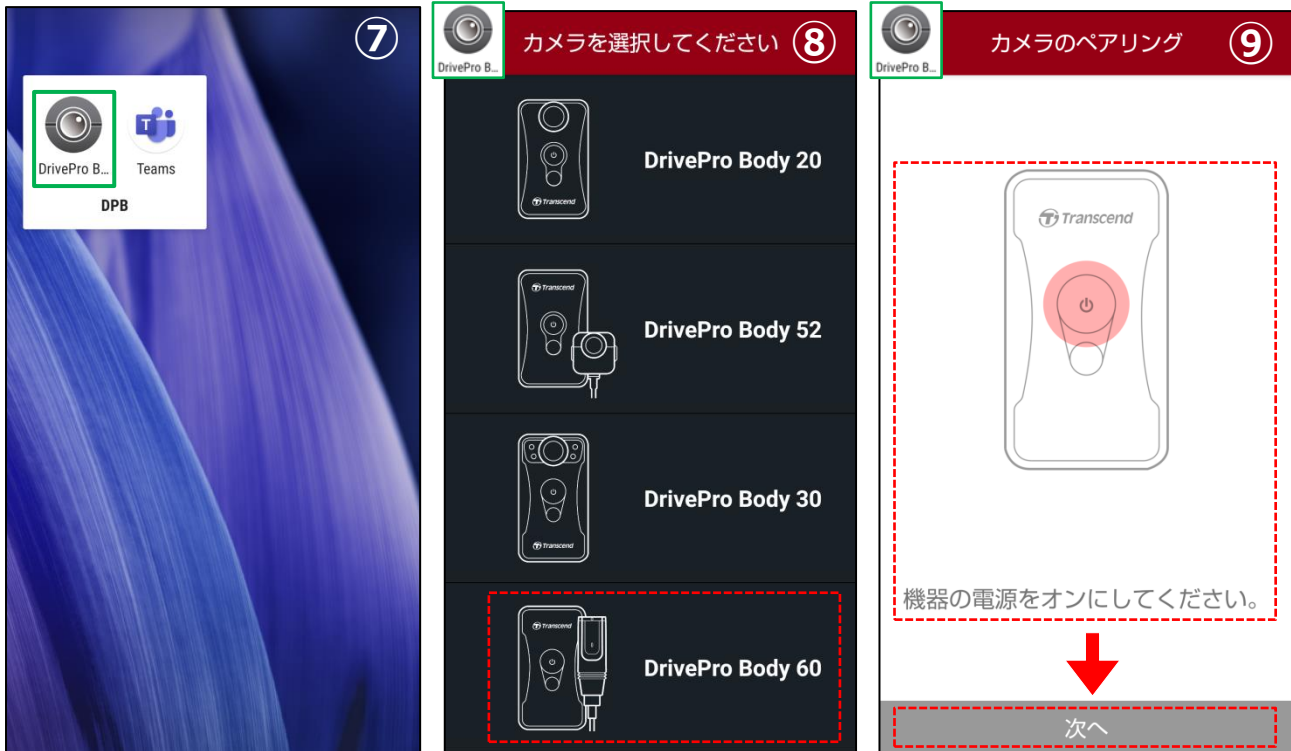 ⑦
DrivePro B...
Teams
DPB
DrivePro B...
カメラを選択してください
⑧
Transcend
DrivePro Body 20
Transcend
DrivePro Body 52
Transcend
DrivePro Body 30
Transcend
DrivePro Body 60
DrivePro B...
カメラのペアリング
⑨
Transcend
機器の電源をオンにしてください。
次へ